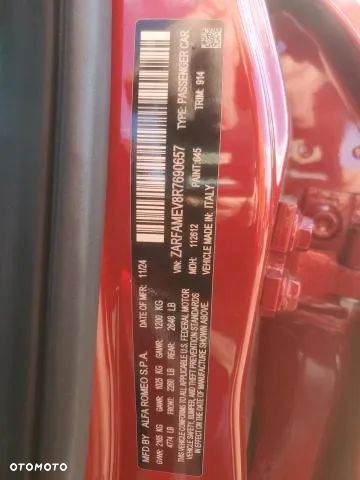 MFD BY ALFA ROMEO S.P.A. DATE OF MFR: 11/24
GVWR: 2165 KG GAWR: 1025 KG GAWR: 1200 KG
4774 LB 2260 LB REAR: 2646 LB
THIS VEHICLE CONFORMS TO ALL APPLICABLE U.S. FEDERAL MOTOR
VEHICLE SAFETY, BUMPER, AND THEFT PREVENTION STANDARDS
IN EFFECT ON THE DATE OF MANUFACTURE SHOWN ABOVE.
VIN: ZARFAMEV8R7690657 TYPE: PASSENGER CAR
MDH: 112612 PAINT: 645 TRIM: 914
VEHICLE MADE IN: ITALY
OTOMOTO
OTOMOTO